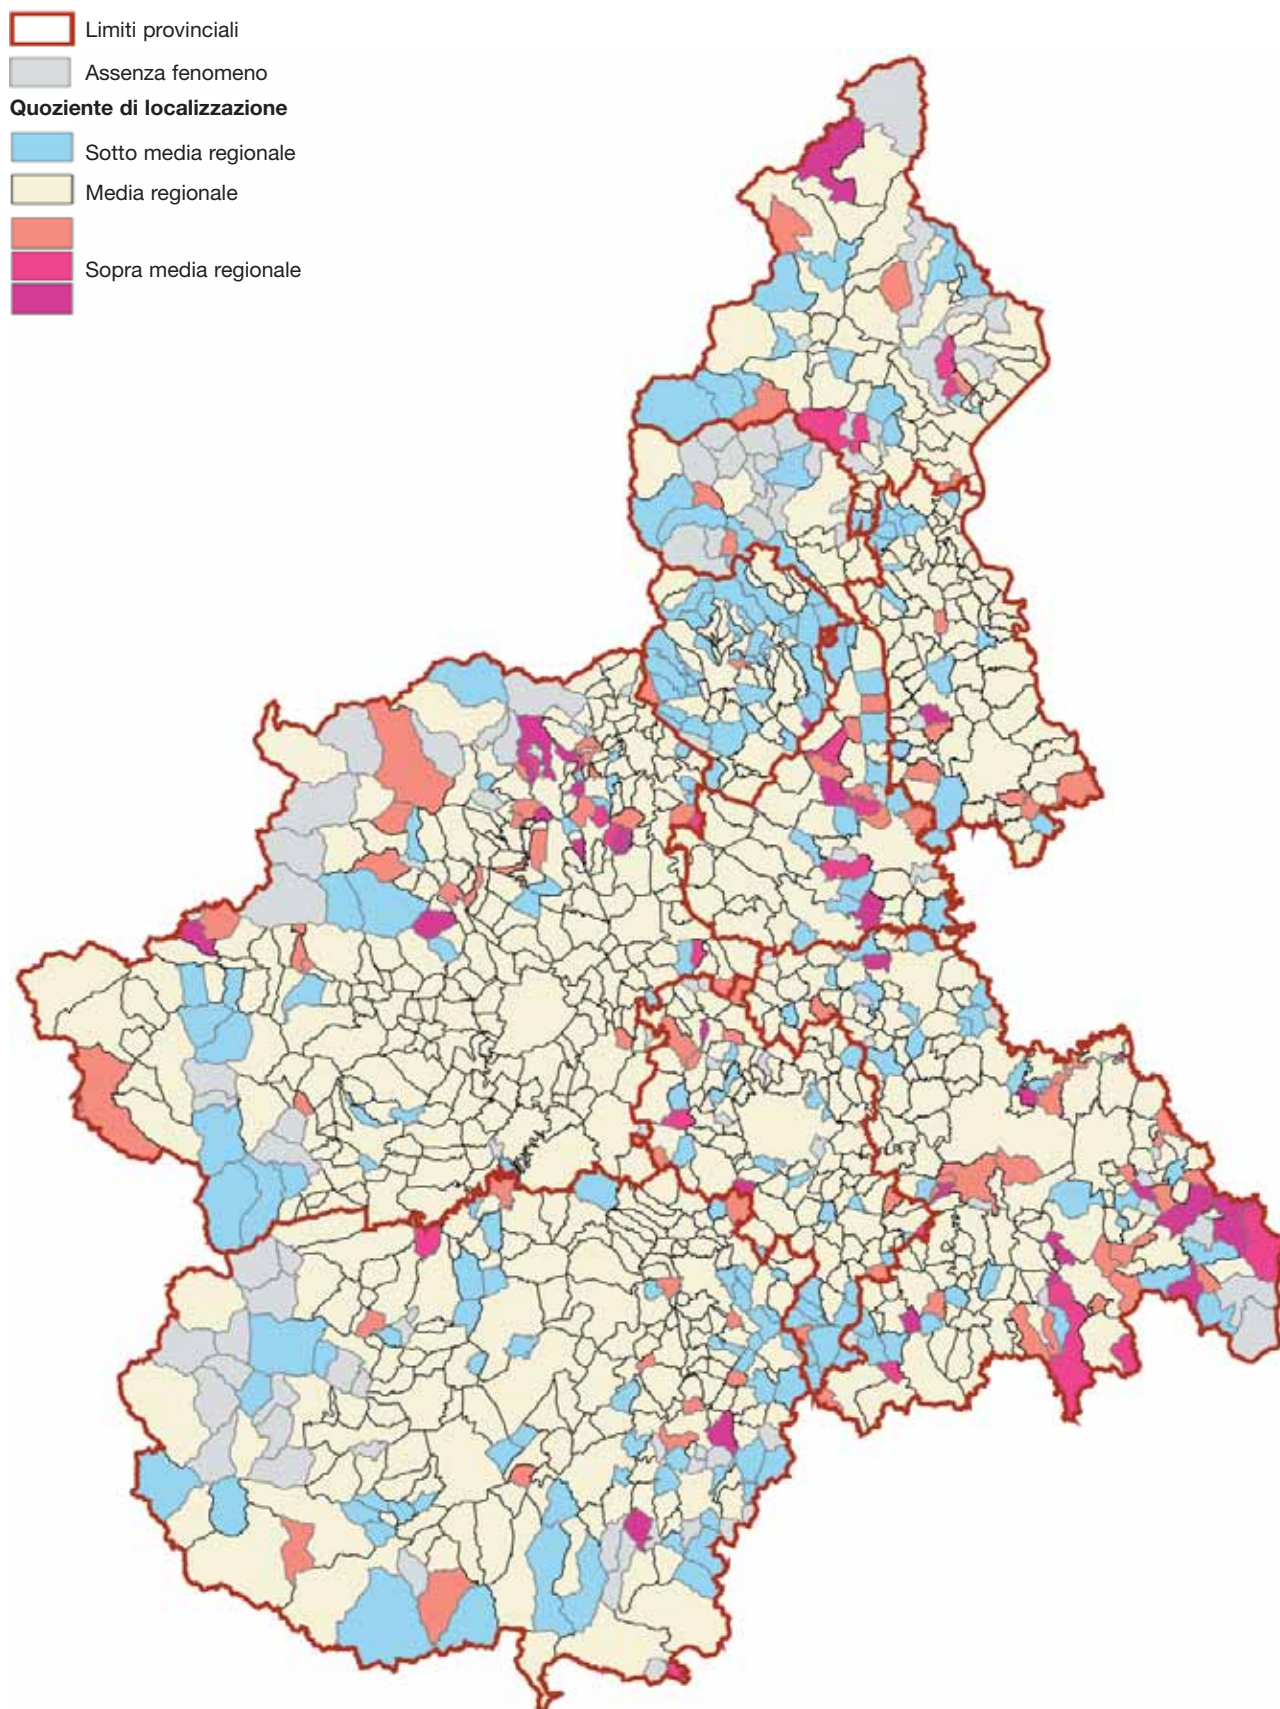 Limiti provinciali
Assenza fenomeno
Quoziente di localizzazione
Sotto media regionale
Media regionale
Sopra media regionale